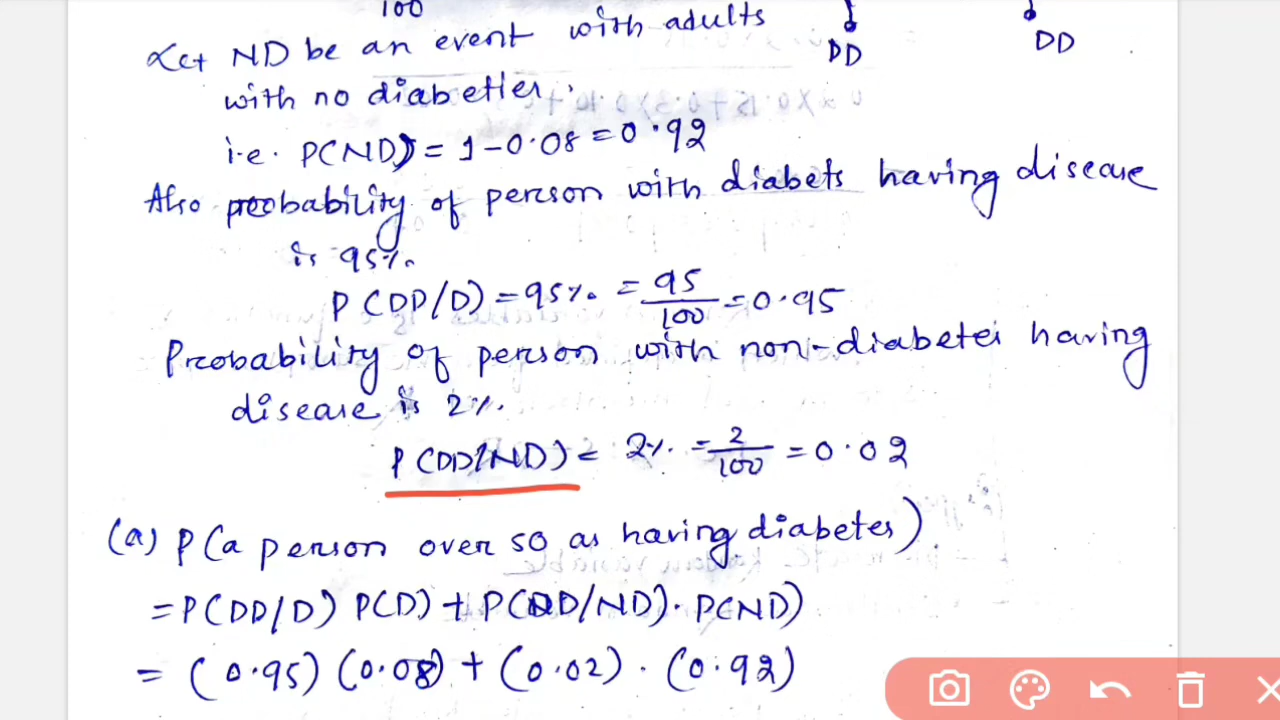 100
Let ND be an event with adults
DD
DD
with no diabetler.
i.e. P(ND) = 1-0.08 = 0.92
Also probability of person with diabets having disease
is 95%.
P(DD/D) = 95% = 95/100 = 0.95
Probability of person with non-diabetes having
disease is 2%.
P(DD/ND) = 2% = 2/100 = 0.02
(a) P(a person over 50 as having diabetes)
= P(DD/D) P(D) + P(DD/ND). P(ND)
= (0.95) (0.08) + (0.02) . (0.92)